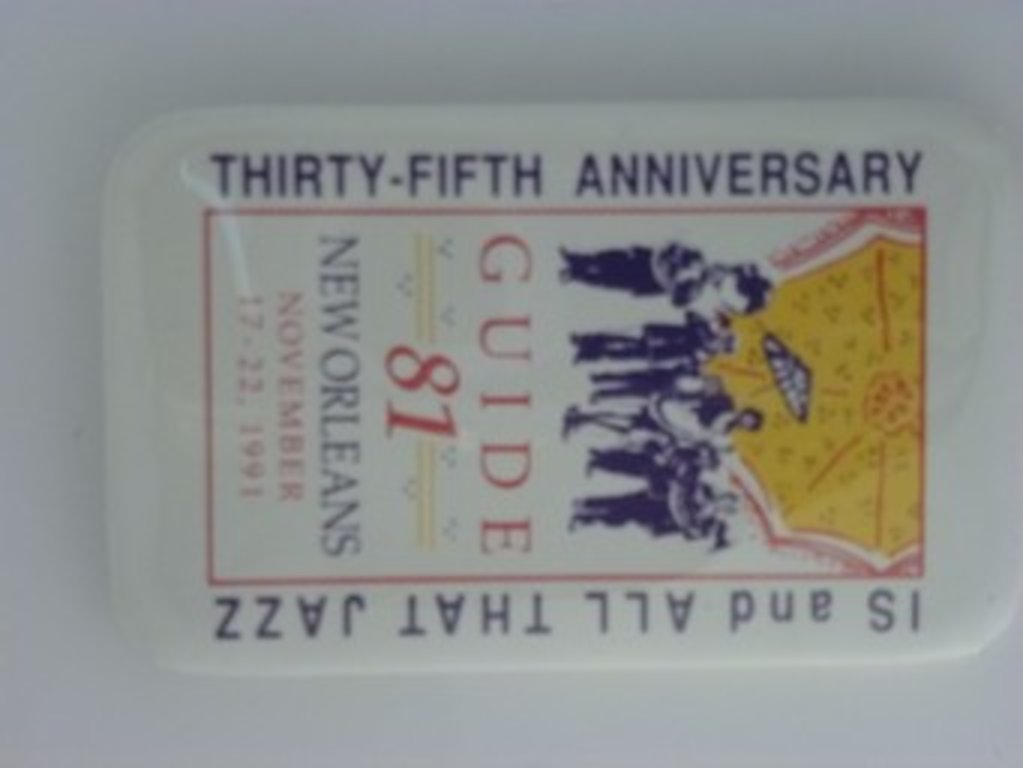 THIRTY-FIFTH ANNIVERSARY
GUIDE
81
NEW ORLEANS
NOVEMBER
17-22, 1991
IS and ALL THAT JAZZ